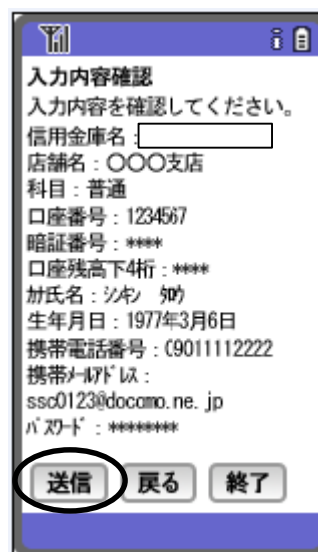 入力内容確認
入力内容を確認してください。
信用金庫名:
店舗名:〇〇〇支店
科目:普通
口座番号:1234567
暗証番号:****
口座残高下4桁:****
ｶﾅ氏名:ｼﾝｷﾝ ﾀﾛｳ
生年月日:1977年3月6日
携帯電話番号:09011112222
携帯ﾒｰﾙｱﾄﾞﾚｽ:
ssc0123@docomo.ne.jp
ﾊﾟｽﾜｰﾄﾞ:********
送信 戻る 終了